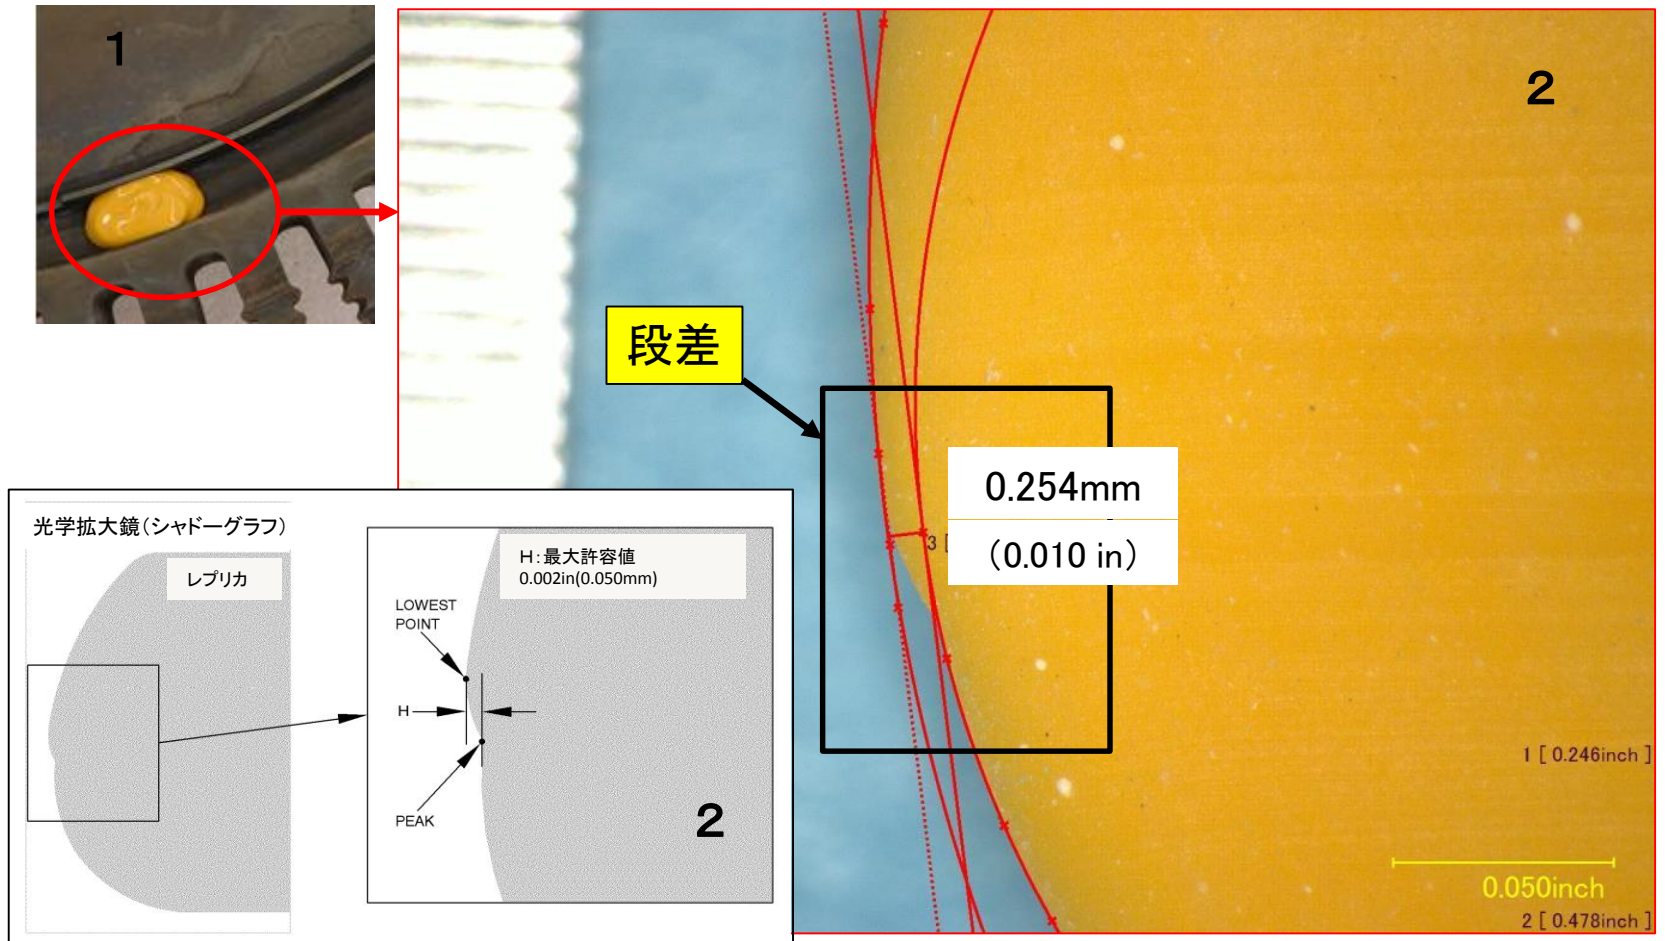 1
2
段差
0.254mm
(0.010 in)
3 [
1 [ 0.246inch ]
0.050inch
2 [ 0.478inch ]
光学拡大鏡(シャドーグラフ)
レプリカ
H:最大許容値
0.002in(0.050mm)
LOWEST
POINT
H
PEAK
2